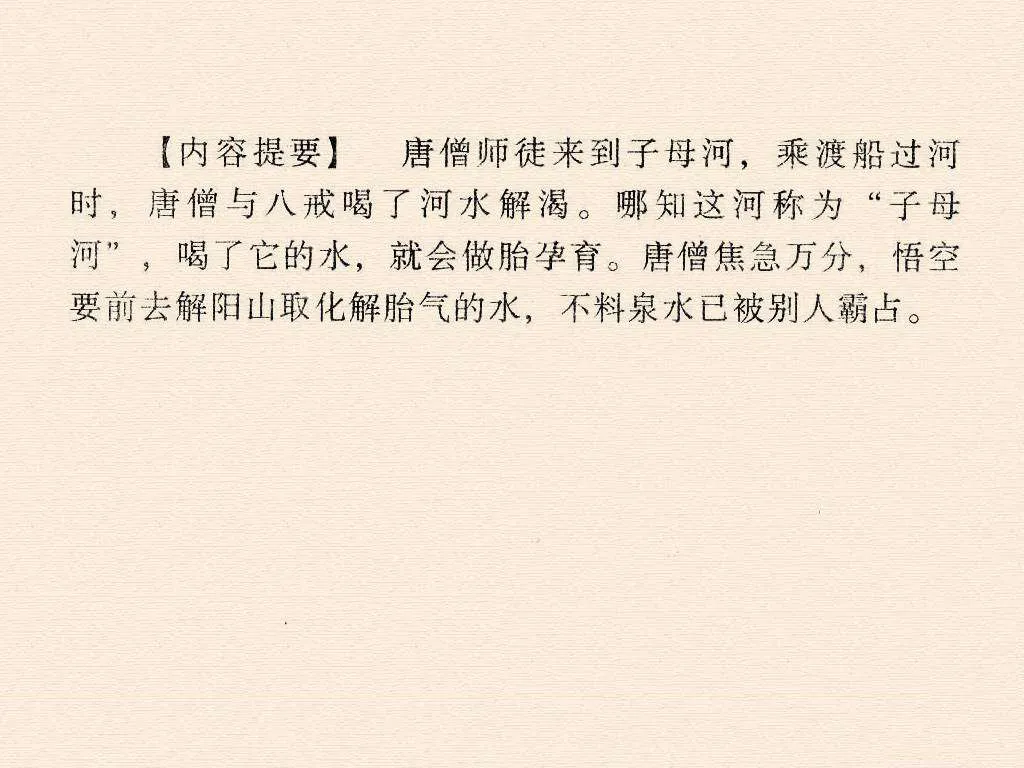 【内容提要】 唐僧师徒来到子母河，乘渡船过河
时，唐僧与八戒喝了河水解渴。哪知这河称为“子母
河”，喝了它的水，就会做胎孕育。唐僧焦急万分，悟空
要前去解阳山取化解胎气的水，不料泉水已被别人霸占。